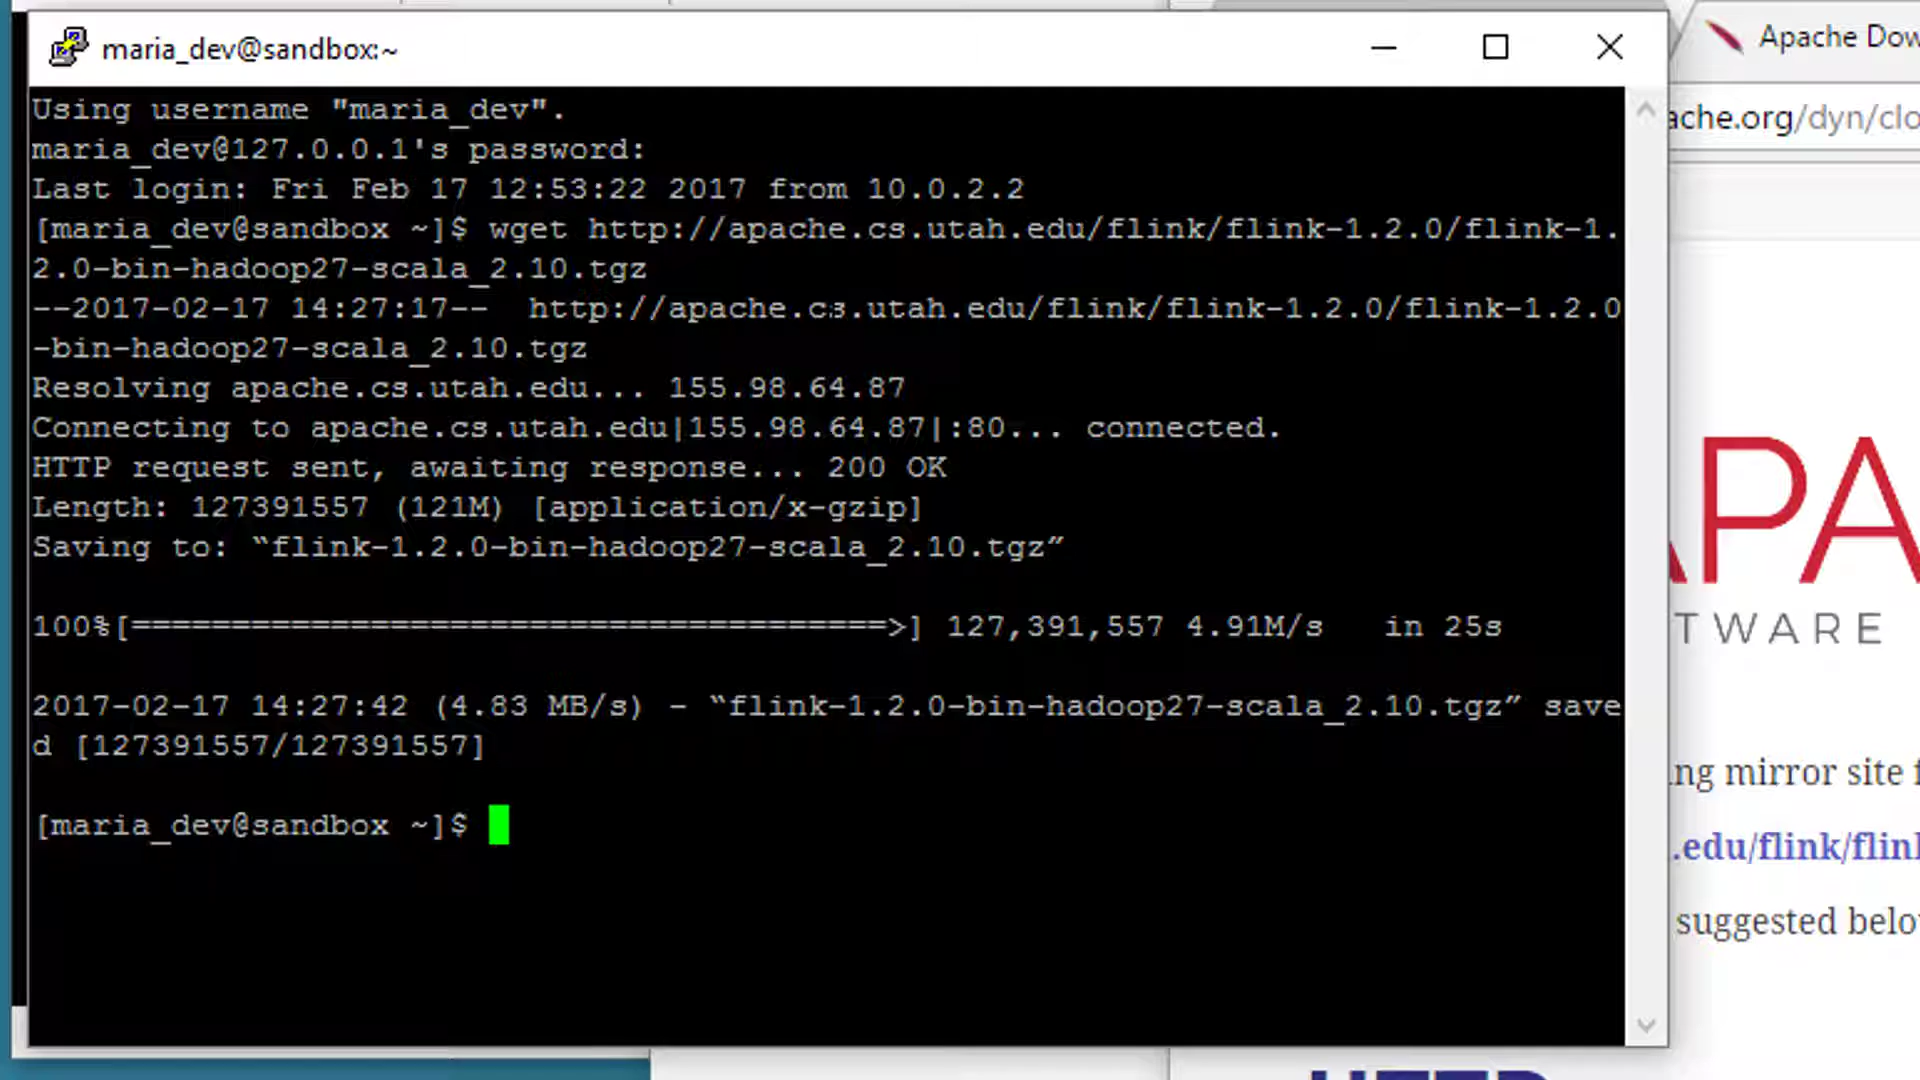 maria_dev@sandbox:~
Using username "maria_dev".
maria_dev@127.0.0.1's password:
Last login: Fri Feb 17 12:53:22 2017 from 10.0.2.2
[maria_dev@sandbox ~]$ wget http://apache.cs.utah.edu/flink/flink-1.2.0/flink-1.
2.0-bin-hadoop27-scala_2.10.tgz
--2017-02-17 14:27:17--  http://apache.cs.utah.edu/flink/flink-1.2.0/flink-1.2.0
-bin-hadoop27-scala_2.10.tgz
Resolving apache.cs.utah.edu... 155.98.64.87
Connecting to apache.cs.utah.edu|155.98.64.87|:80... connected.
HTTP request sent, awaiting response... 200 OK
Length: 127391557 (121M) [application/x-gzip]
Saving to: “flink-1.2.0-bin-hadoop27-scala_2.10.tgz”
100%[======================================>] 127,391,557 4.91M/s   in 25s
2017-02-17 14:27:42 (4.83 MB/s) - “flink-1.2.0-bin-hadoop27-scala_2.10.tgz” save
d [127391557/127391557]
[maria_dev@sandbox ~]$
Apache Dow
ache.org/dyn/clo
APA
TWARE
ng mirror site f
.edu/flink/flink
suggested belo